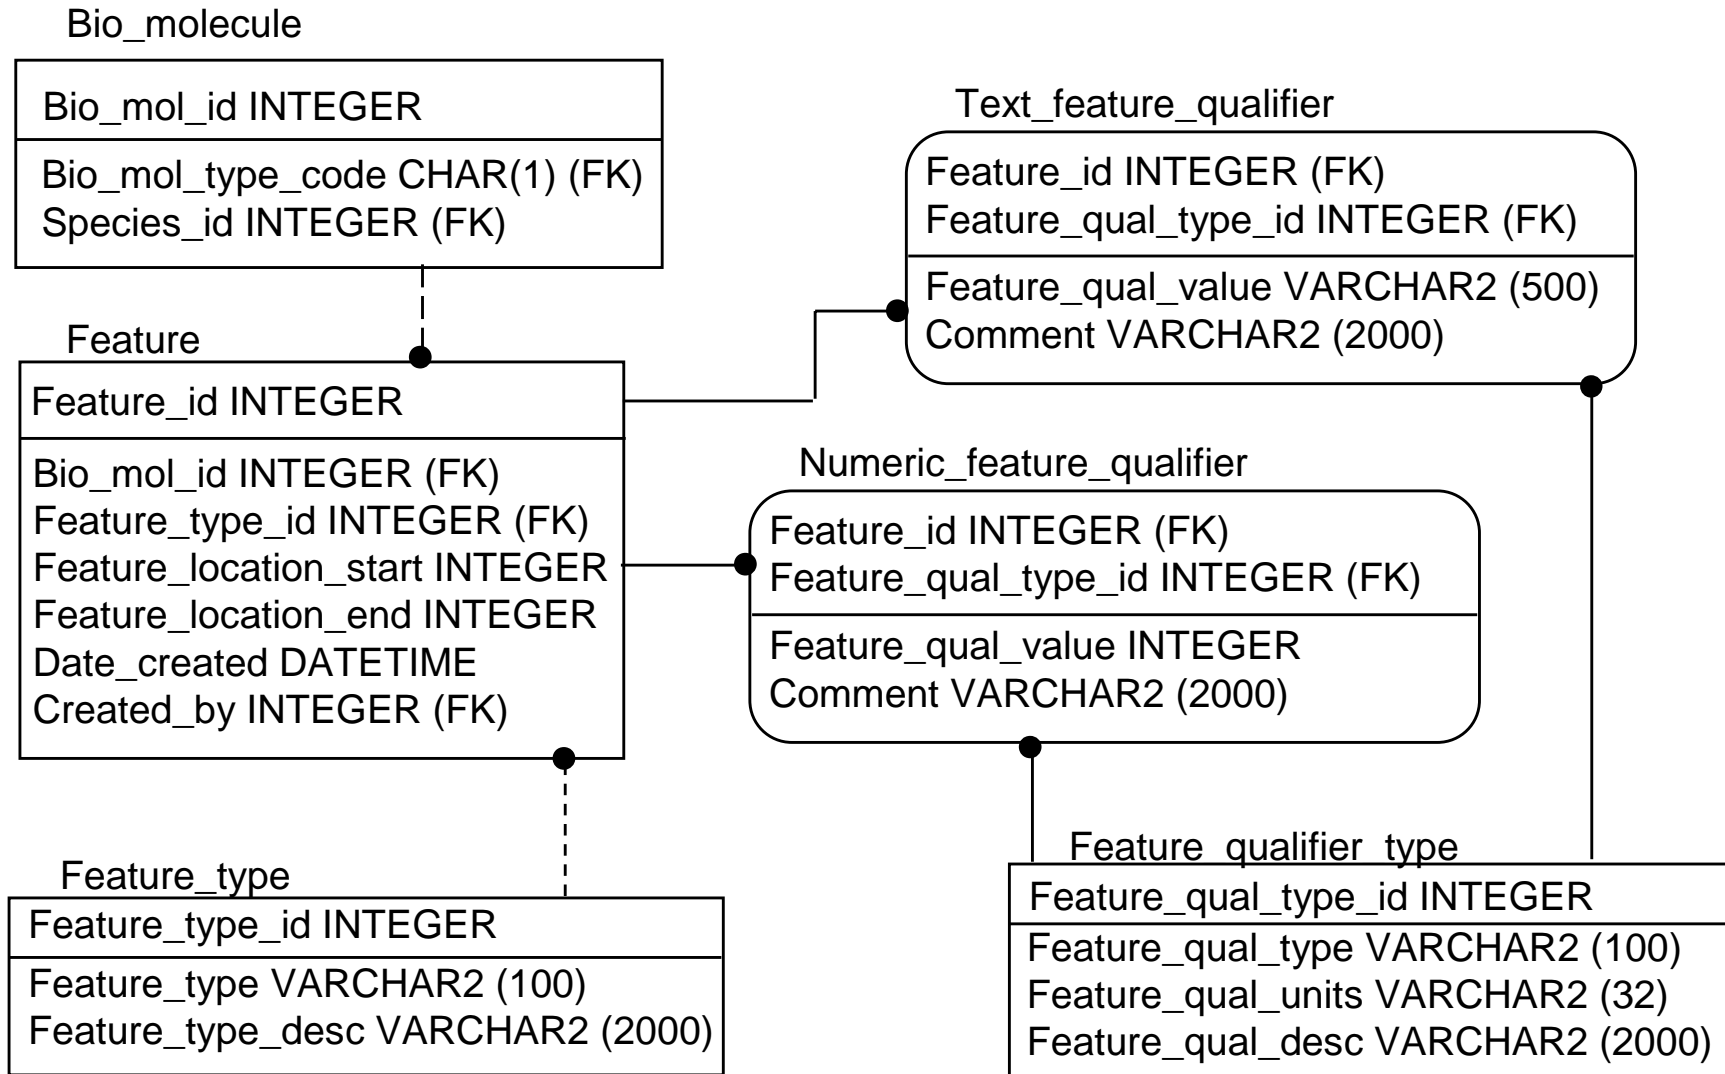 Bio_molecule
Bio_mol_id INTEGER
Bio_mol_type_code CHAR(1) (FK)
Species_id INTEGER (FK)
Text_feature_qualifier
Feature_id INTEGER (FK)
Feature_qual_type_id INTEGER (FK)
Feature_qual_value VARCHAR2 (500)
Comment VARCHAR2 (2000)
Feature
Feature_id INTEGER
Bio_mol_id INTEGER (FK)
Feature_type_id INTEGER (FK)
Feature_location_start INTEGER
Feature_location_end INTEGER
Date_created DATETIME
Created_by INTEGER (FK)
Numeric_feature_qualifier
Feature_id INTEGER (FK)
Feature_qual_type_id INTEGER (FK)
Feature_qual_value INTEGER
Comment VARCHAR2 (2000)
Feature_type
Feature_type_id INTEGER
Feature_type VARCHAR2 (100)
Feature_type_desc VARCHAR2 (2000)
Feature_qualifier_type
Feature_qual_type_id INTEGER
Feature_qual_type VARCHAR2 (100)
Feature_qual_units VARCHAR2 (32)
Feature_qual_desc VARCHAR2 (2000)